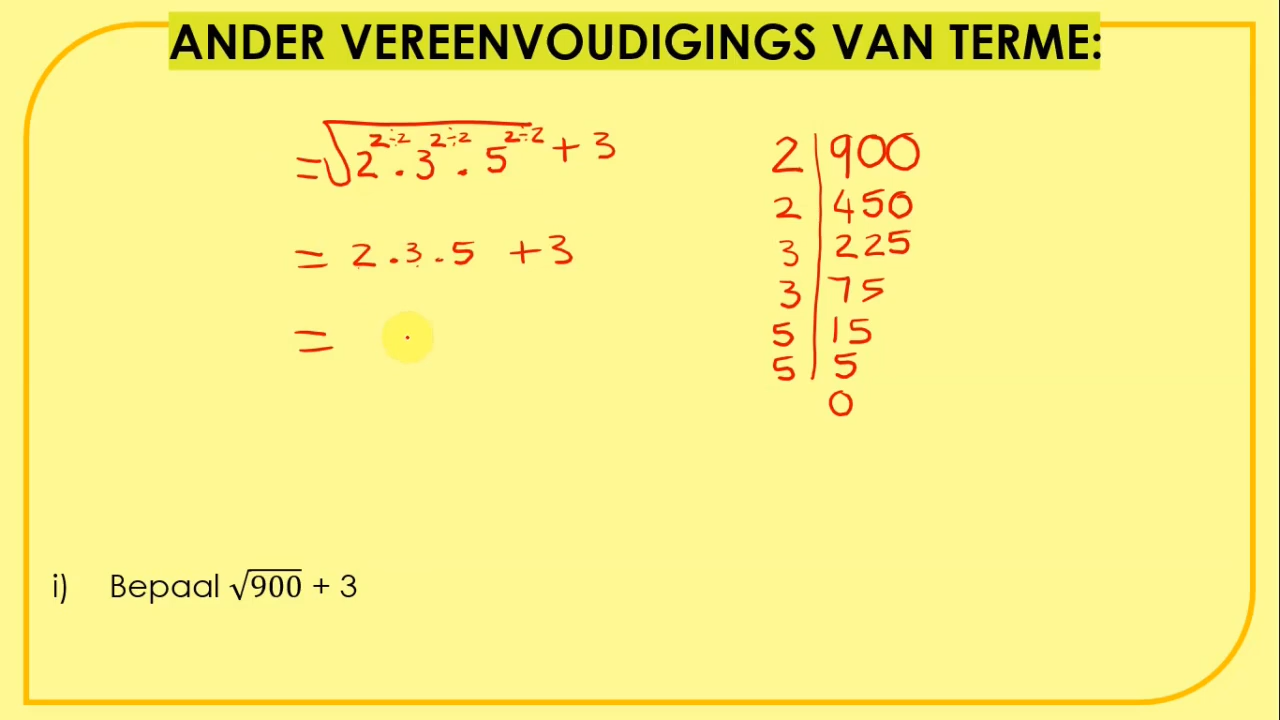 ANDER VEREENVOUDIGINGS VAN TERME:
= √2^{2÷2} . 3^{2÷2} . 5^{2÷2} + 3
= 2 . 3 . 5 + 3
=
2 | 900
2 | 450
3 | 225
3 | 75
5 | 15
5 | 5
0
i) Bepaal √900 + 3